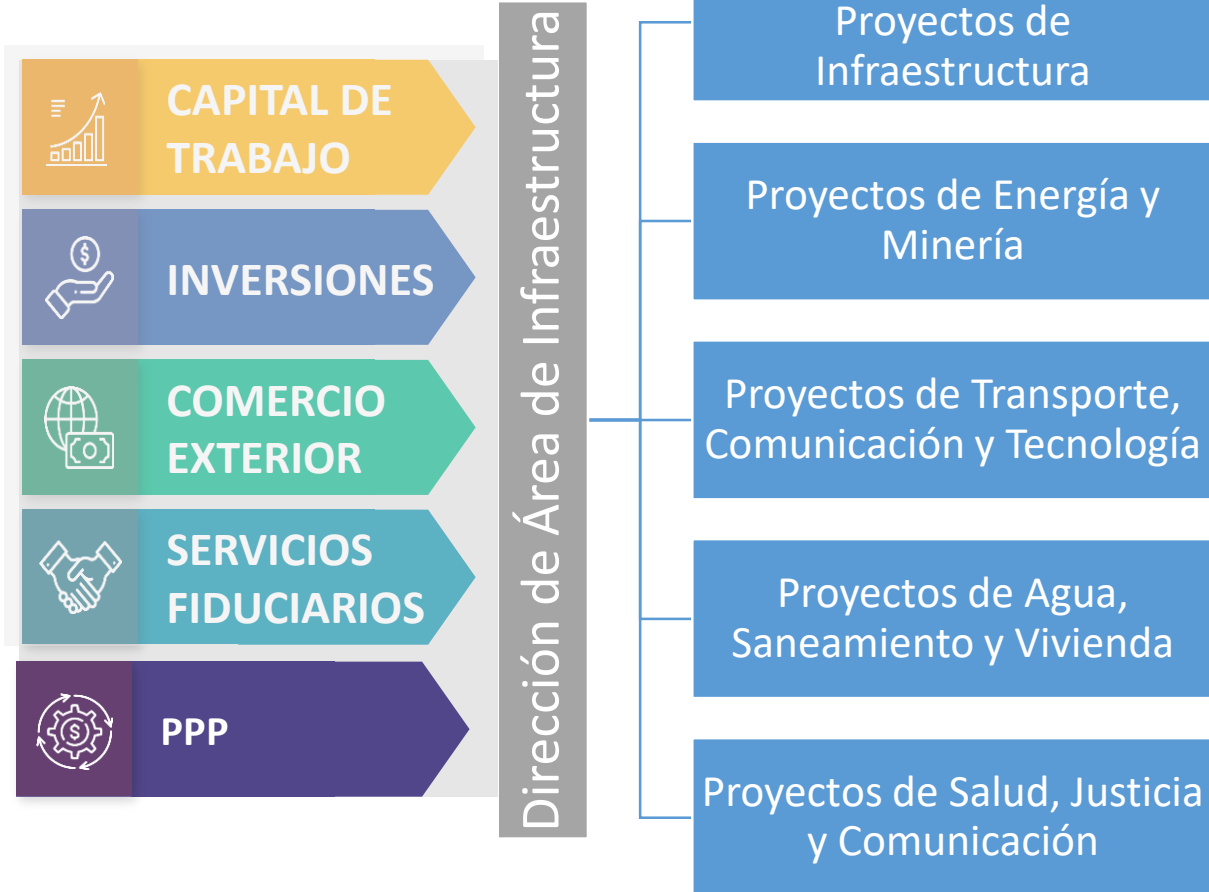 CAPITAL DE
TRABAJO
INVERSIONES
COMERCIO
EXTERIOR
SERVICIOS
FIDUCIARIOS
PPP
Dirección de Área de Infraestructura
Proyectos de
Infraestructura
Proyectos de Energía y
Minería
Proyectos de Transporte,
Comunicación y Tecnología
Proyectos de Agua,
Saneamiento y Vivienda
Proyectos de Salud, Justicia
y Comunicación